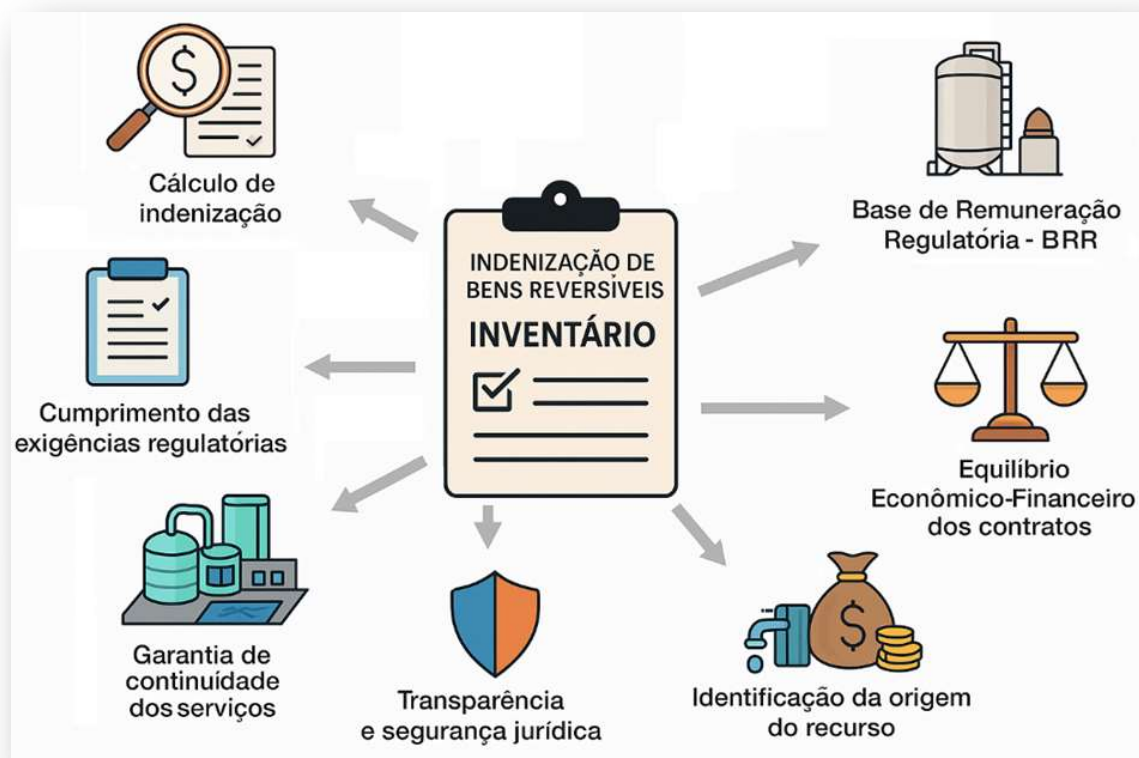 Cálculo de
indenização
INDENIZAÇÃO DE
BENS REVERSÍVEIS
INVENTÁRIO
Base de Remuneração
Regulatória - BRR
Cumprimento das
exigências regulatórias
Equilíbrio
Econômico-Financeiro
dos contratos
Garantia de
continuídade
dos serviços
Transparência
e segurança jurídica
Identificação da origem
do recurso